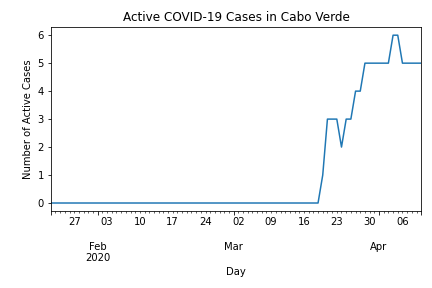 Active COVID-19 Cases in Cabo Verde
Number of Active Cases
6
5
4
3
2
1
0
27 03 10 17 24 02 09 16 23 30 06
Feb Mar Apr
2020
Day